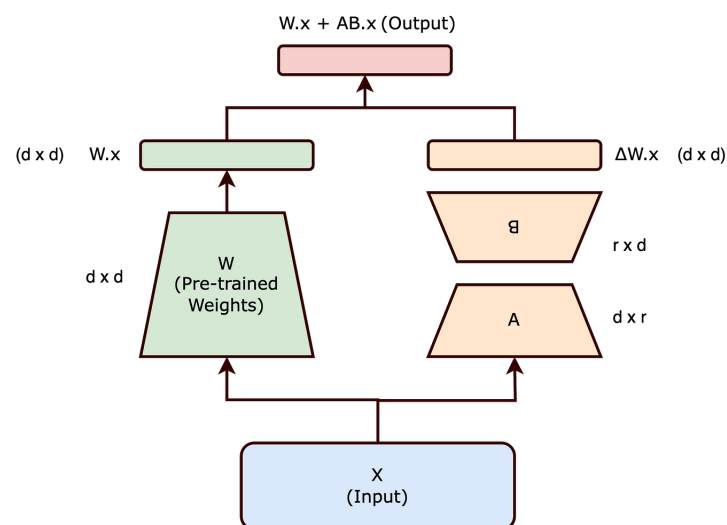 W.x + AB.x (Output)
(d x d) W.x
ΔW.x (d x d)
B
r x d
W
(Pre-trained
Weights)
d x d
A
d x r
X
(Input)